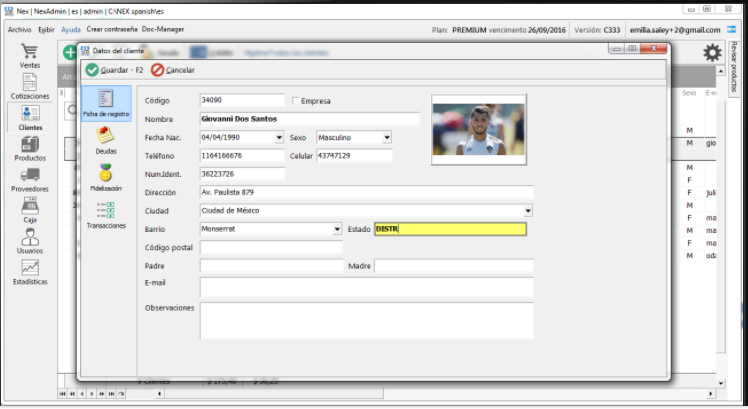 Nex | NexAdmin | es | admin | C:\NEX spanish\es
Archivo Exibir Ayuda Crear contraseña Doc-Manager
Plan: PREMIUM vencimento 26/09/2016 Versión: C333 emilia.saley+2@gmail.com
Ventas
Cotizaciones
Clientes
Productos
Proveedores
Caja
Usuarios
Estadísticas
Datos del cliente
Guardar - F2 Cancelar
Ficha de registro
Deudas
Fidelización
Transacciones
Código 34090 Empresa
Nombre Giovanni Dos Santos
Fecha Nac. 04/04/1990 Sexo Masculino
Teléfono 1164166676 Celular 43747129
Num.Ident. 36223726
Dirección Av. Paulista 879
Ciudad Ciudad de México
Barrio Monserrat Estado DISTR
Código postal
Padre Madre
E-mail
Observaciones
Revisar productos
Sexo E-m
M
M gio
M
F
F juli
M
F ma
M ma
F ma
M oda